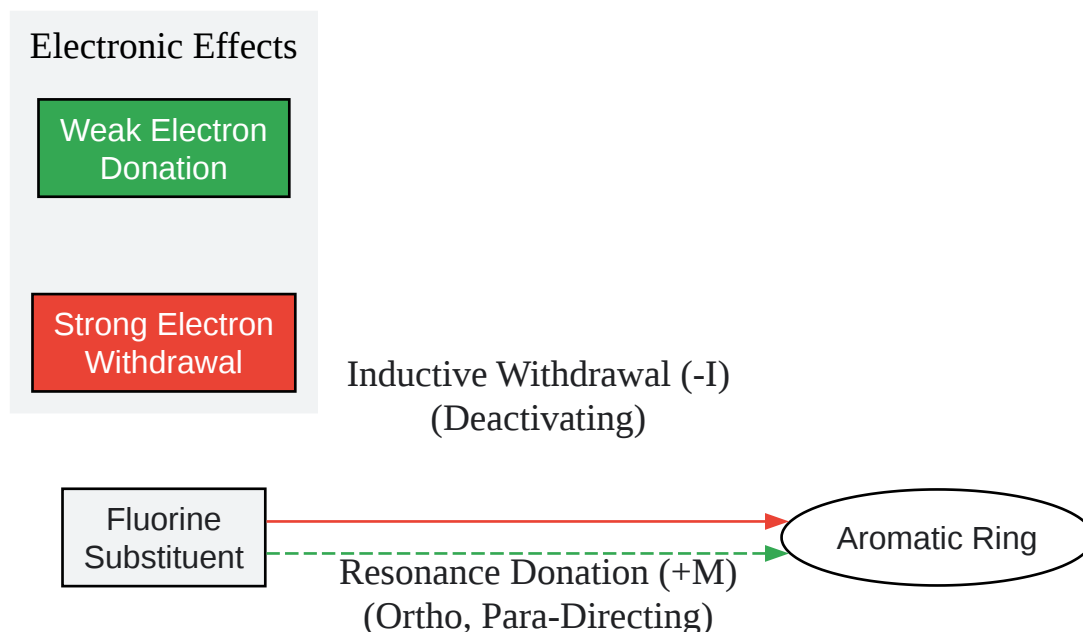 Electronic Effects
Weak Electron
Donation
Strong Electron
Withdrawal
Inductive Withdrawal (-I)
(Deactivating)
Fluorine
Substituent
Aromatic Ring
Resonance Donation (+M)
(Ortho, Para-Directing)